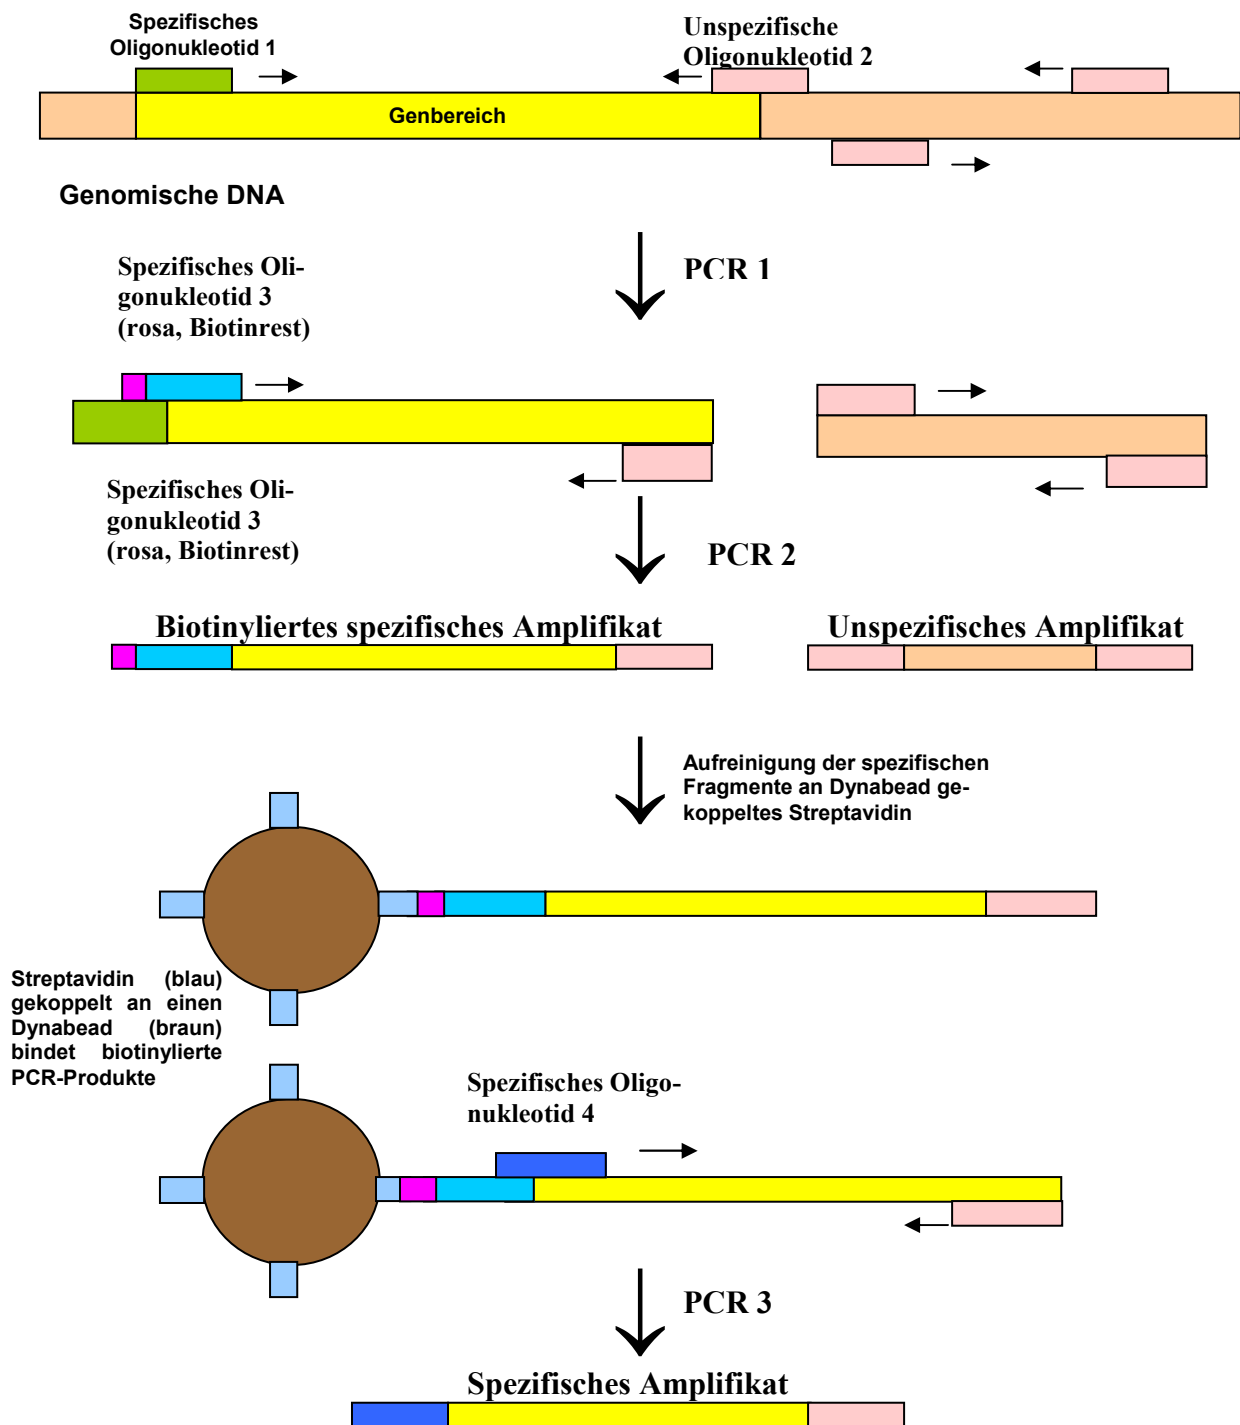 Spezifisches
Oligonukleotid 1
Unspezifische
Oligonukleotid 2
Genbereich
Genomische DNA
PCR 1
Spezifisches Oli-
gonukleotid 3
(rosa, Biotinrest)
Spezifisches Oli-
gonukleotid 3
(rosa, Biotinrest)
PCR 2
Biotinyliertes spezifisches Amplifikat
Unspezifisches Amplifikat
Aufreinigung der spezifischen
Fragmente an Dynabead ge-
koppeltes Streptavidin
Streptavidin (blau)
gekoppelt an einen
Dynabead (braun)
bindet biotinylierte
PCR-Produkte
Spezifisches Oligo-
nukleotid 4
PCR 3
Spezifisches Amplifikat